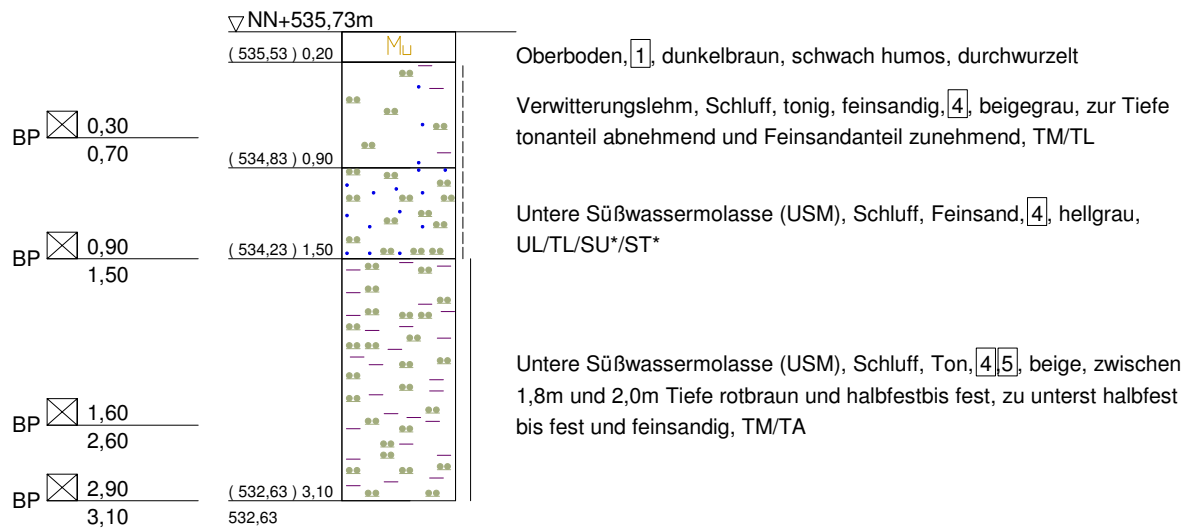 ▽ NN+535,73m
Mu
( 535,53 ) 0,20
Oberboden, 1, dunkelbraun, schwach humos, durchwurzelt
BP 0,30
0,70
( 534,83 ) 0,90
Verwitterungslehm, Schluff, tonig, feinsandig, 4, beigegrau, zur Tiefe
tonanteil abnehmend und Feinsandanteil zunehmend, TM/TL
BP 0,90
1,50
( 534,23 ) 1,50
Untere Süßwassermolasse (USM), Schluff, Feinsand, 4, hellgrau,
UL/TL/SU*/ST*
BP 1,60
2,60
Untere Süßwassermolasse (USM), Schluff, Ton, 4,5, beige, zwischen
1,8m und 2,0m Tiefe rotbraun und halbfestbis fest, zu unterst halbfest
bis fest und feinsandig, TM/TA
BP 2,90
3,10
( 532,63 ) 3,10
532,63